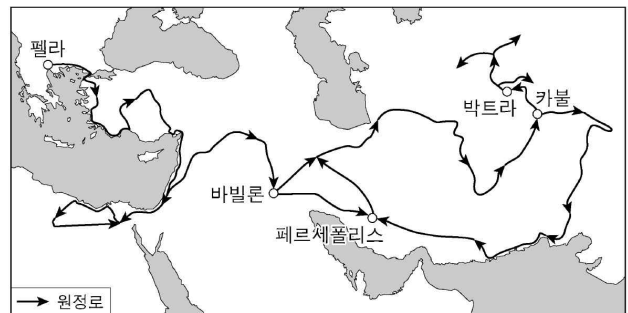 펠라
박트라
카불
바빌론
페르세폴리스
원정로